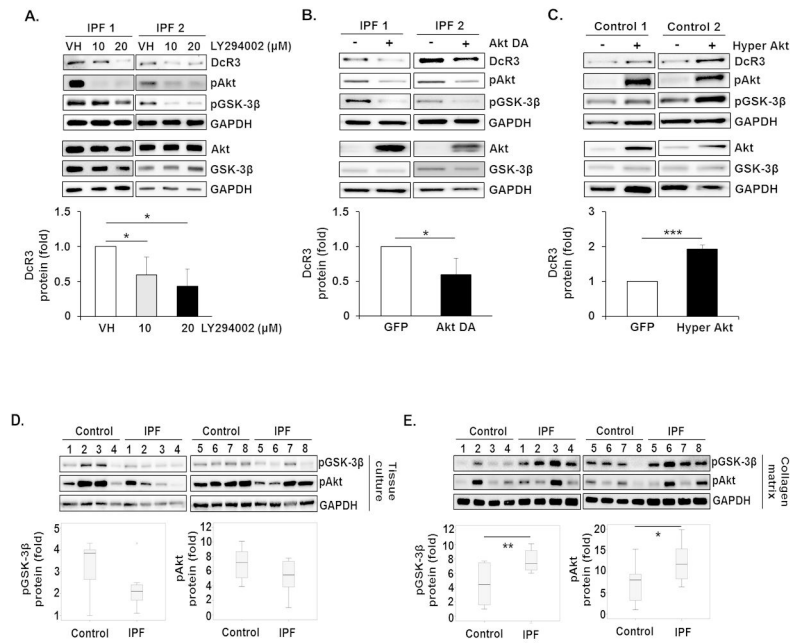 A.
IPF 1 IPF 2
VH 10 20 VH 10 20 LY294002 (µM)
DcR3
pAkt
pGSK-3β
GAPDH
Akt
GSK-3β
GAPDH
DcR3
protein (fold)
1.5
1.0
0.5
0
*
*
VH 10 20 LY294002 (µM)
B.
IPF 1 IPF 2
- + - + Akt DA
DcR3
pAkt
pGSK-3β
GAPDH
Akt
GSK-3β
GAPDH
DcR3
protein (fold)
1.5
1.0
0.5
0
*
GFP Akt DA
C.
Control 1 Control 2
- + - + Hyper Akt
DcR3
pAkt
pGSK-3β
GAPDH
Akt
GSK-3β
GAPDH
DcR3
protein (fold)
3
2
1
0
***
GFP Hyper Akt
D.
Control IPF Control IPF
1 2 3 4 1 2 3 4 5 6 7 8 5 6 7 8
pGSK-3β
pAkt
GAPDH
Tissue
culture
pGSK-3β
protein (fold)
5
4
3
2
1
Control IPF
pAkt
protein (fold)
12
10
8
6
4
2
0
Control IPF
E.
Control IPF Control IPF
1 2 3 4 1 2 3 4 5 6 7 8 5 6 7 8
pGSK-3β
pAkt
GAPDH
Collagen
matrix
pGSK-3β
protein (fold)
12
10
8
6
4
2
0
**
Control IPF
pAkt
protein (fold)
20
15
10
5
0
*
Control IPF